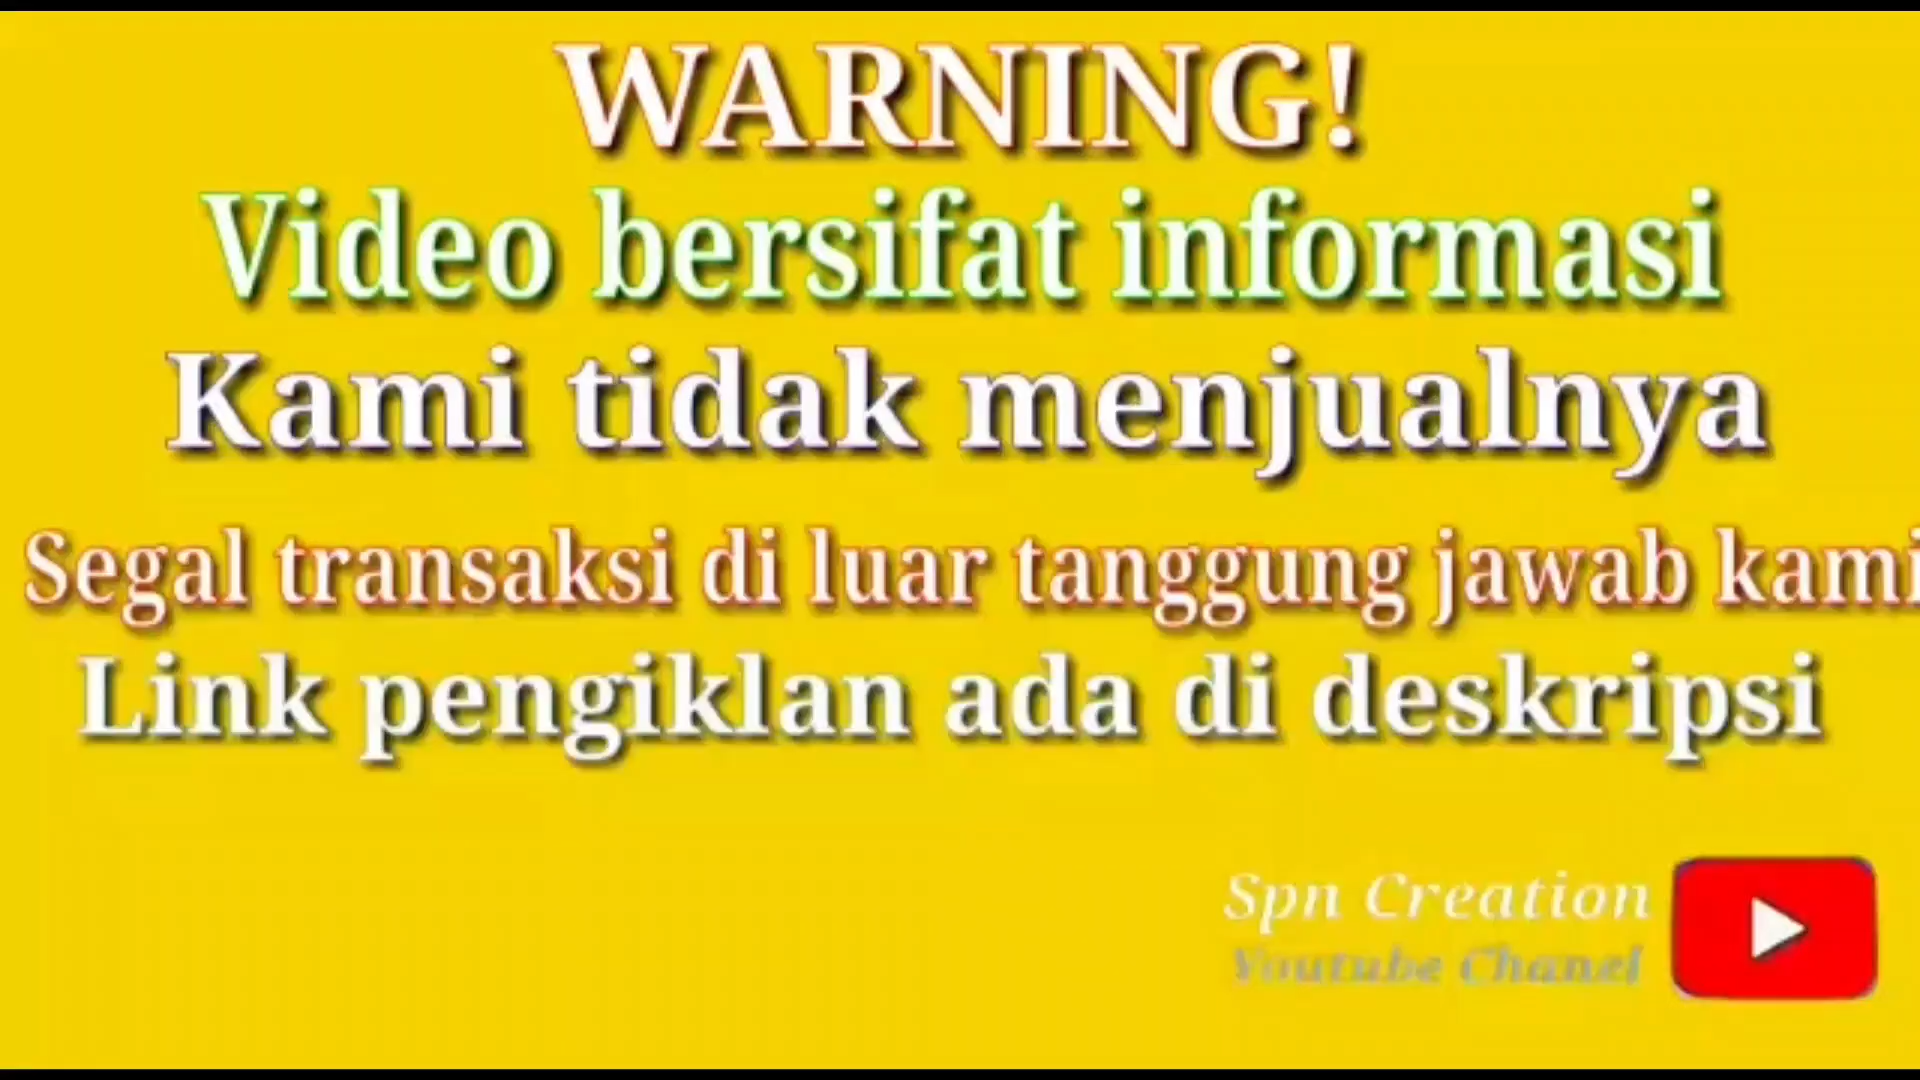 WARNING!
Video bersifat informasi
Kami tidak menjualnya
Segal transaksi di luar tanggung jawab kami
Link pengiklan ada di deskripsi
Spn Creation
Youtube Chanel